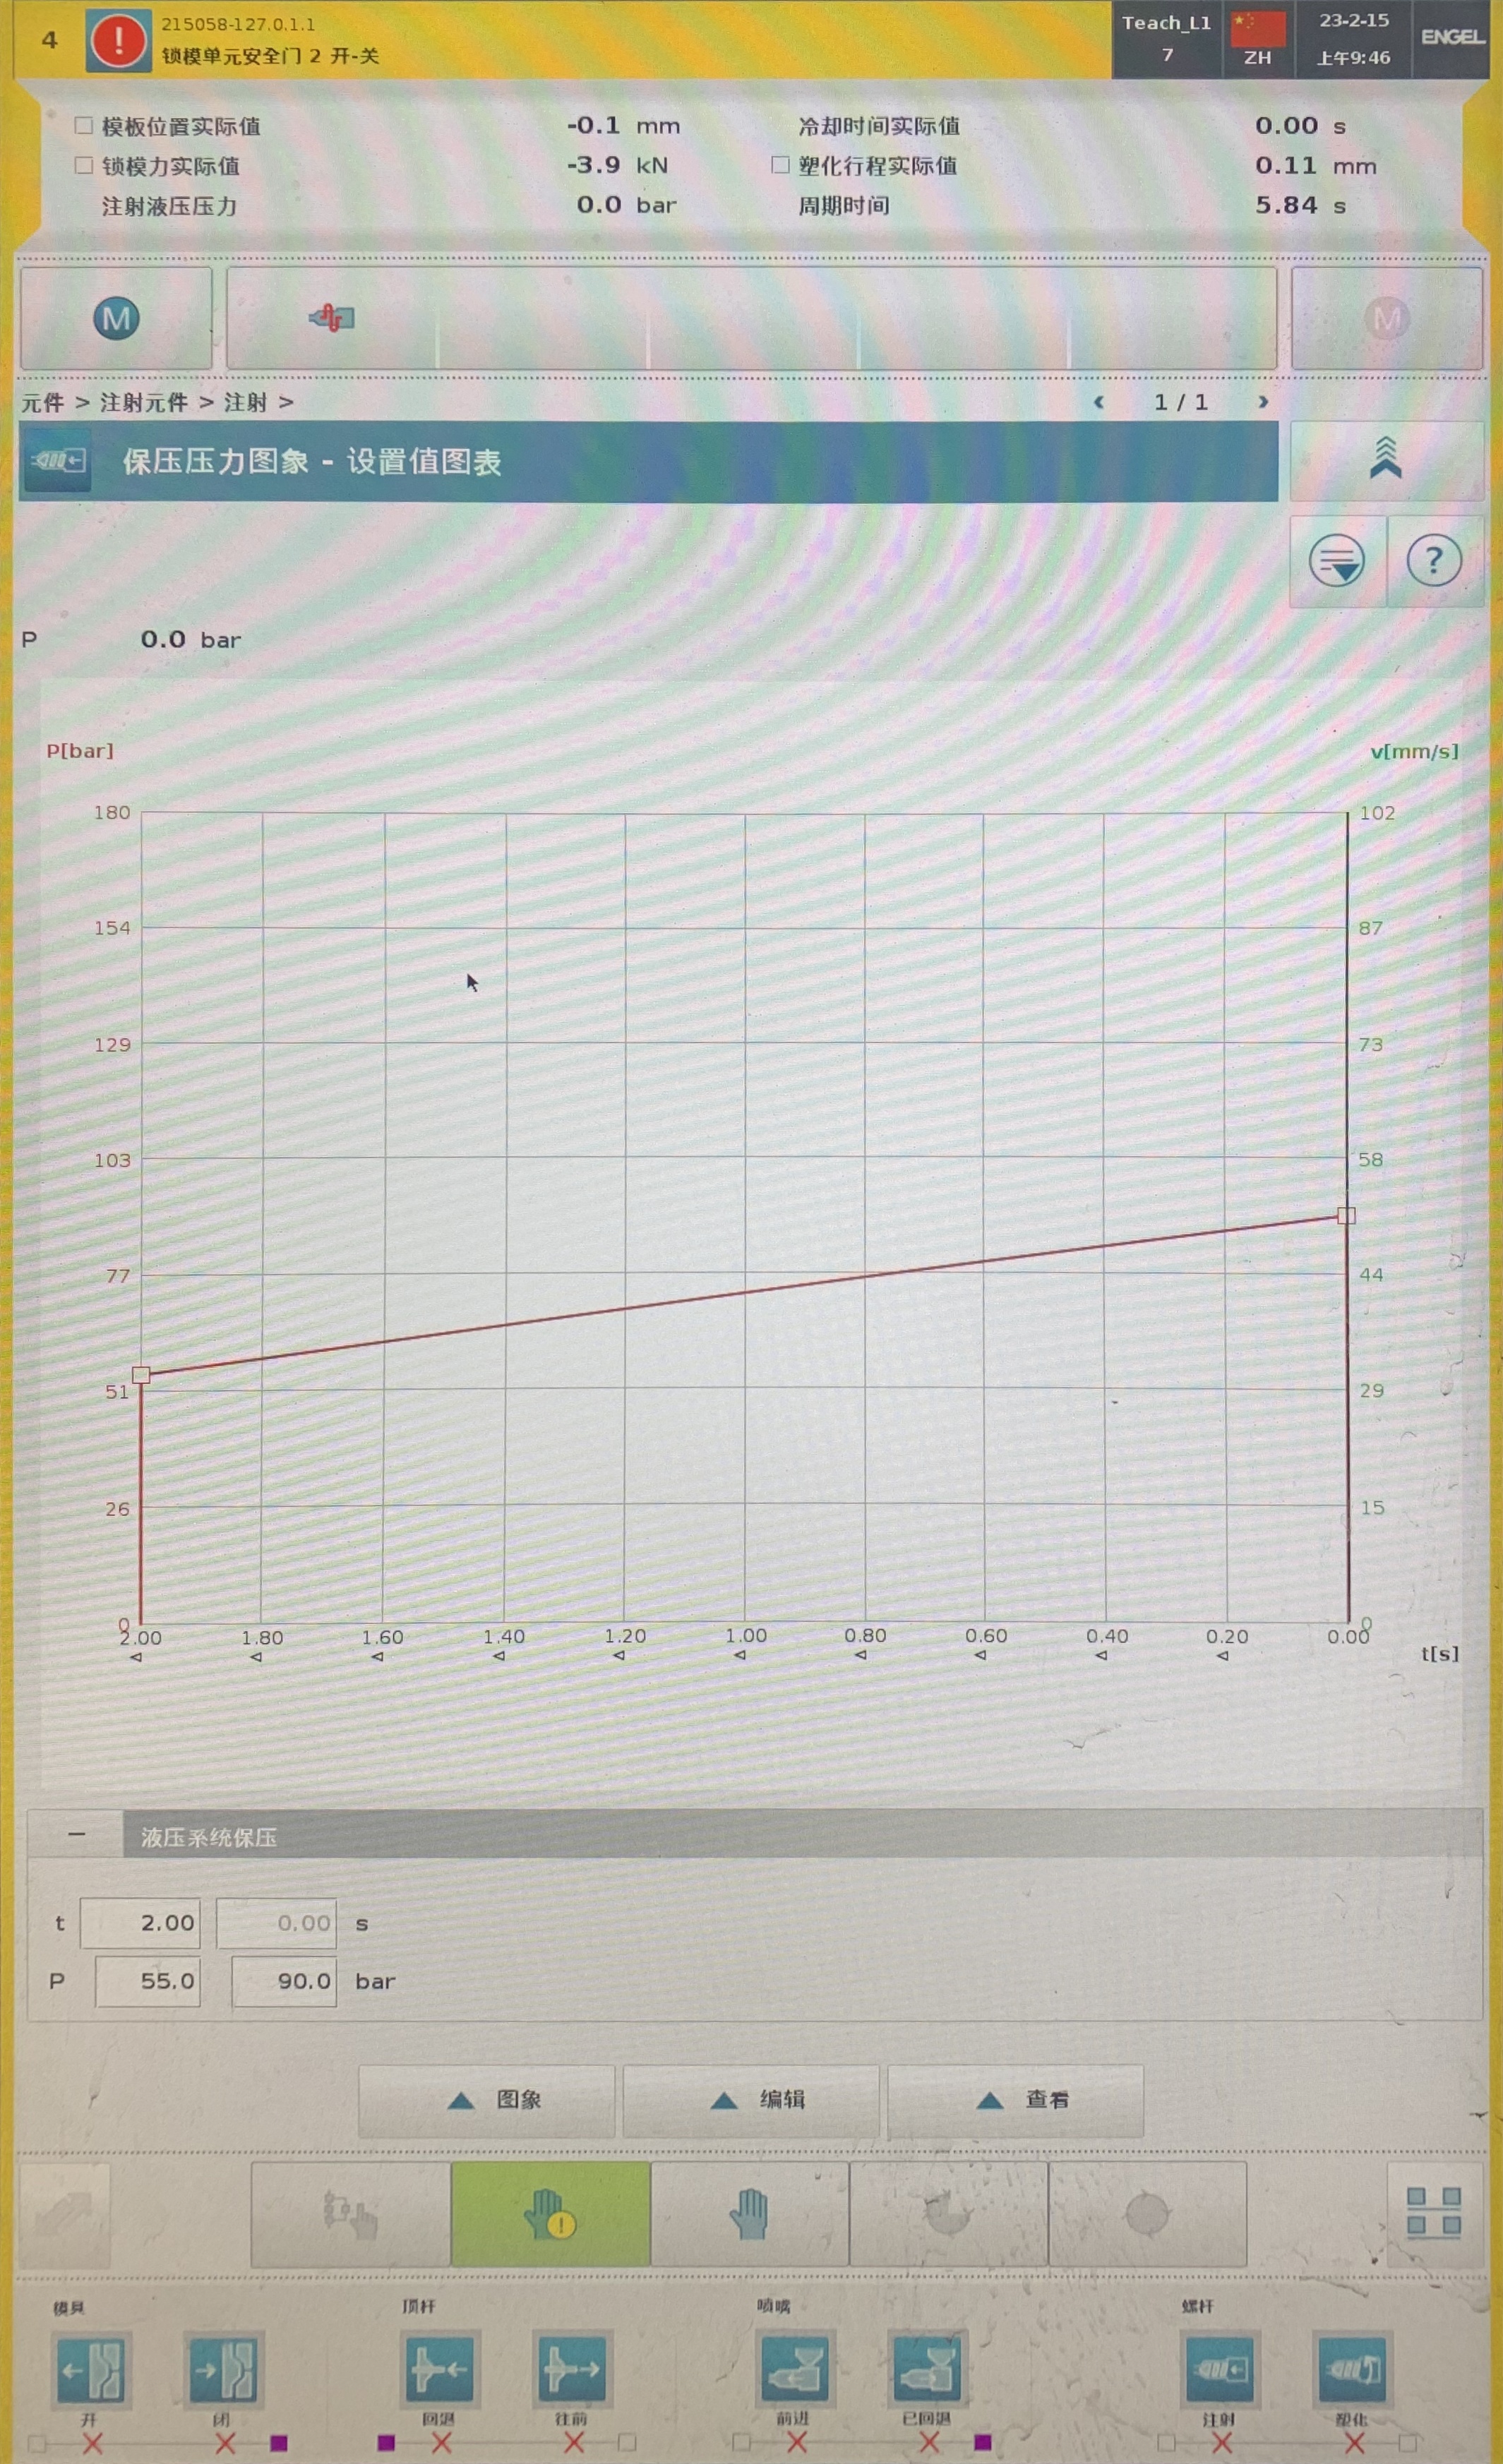 4
215058-127.0.1.1
锁模单元安全门 2 开-关
Teach_L1
7
ZH
23-2-15
上午9:46
ENGEL
模板位置实际值 -0.1 mm 冷却时间实际值 0.00 s
锁模力实际值 -3.9 kN 塑化行程实际值 0.11 mm
注射液压压力 0.0 bar 周期时间 5.84 s
M
M
元件 > 注射元件 > 注射 > ‹ 1 / 1 ›
保压压力图象 - 设置值图表
?
P 0.0 bar
P[bar] v[mm/s]
180 102
154 87
129 73
103 58
77 44
51 29
26 15
0 0
2.00 1.80 1.60 1.40 1.20 1.00 0.80 0.60 0.40 0.20 0.00
t[s]
— 液压系统保压
t 2.00 0.00 s
P 55.0 90.0 bar
图象 编辑 查看
模具 顶杆 喷嘴 螺杆
开 闭 回退 往前 前进 已回退 注射 塑化